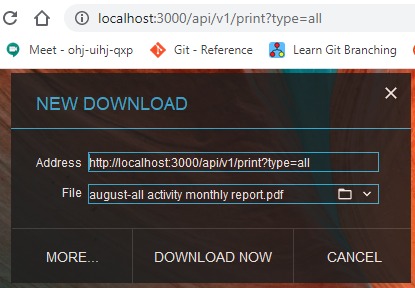 localhost:3000/api/v1/print?type=all
Meet - ohj-uihj-qxp Git - Reference Learn Git Branching
NEW DOWNLOAD
Address http://localhost:3000/api/v1/print?type=all
File august-all activity monthly report.pdf
MORE... DOWNLOAD NOW CANCEL